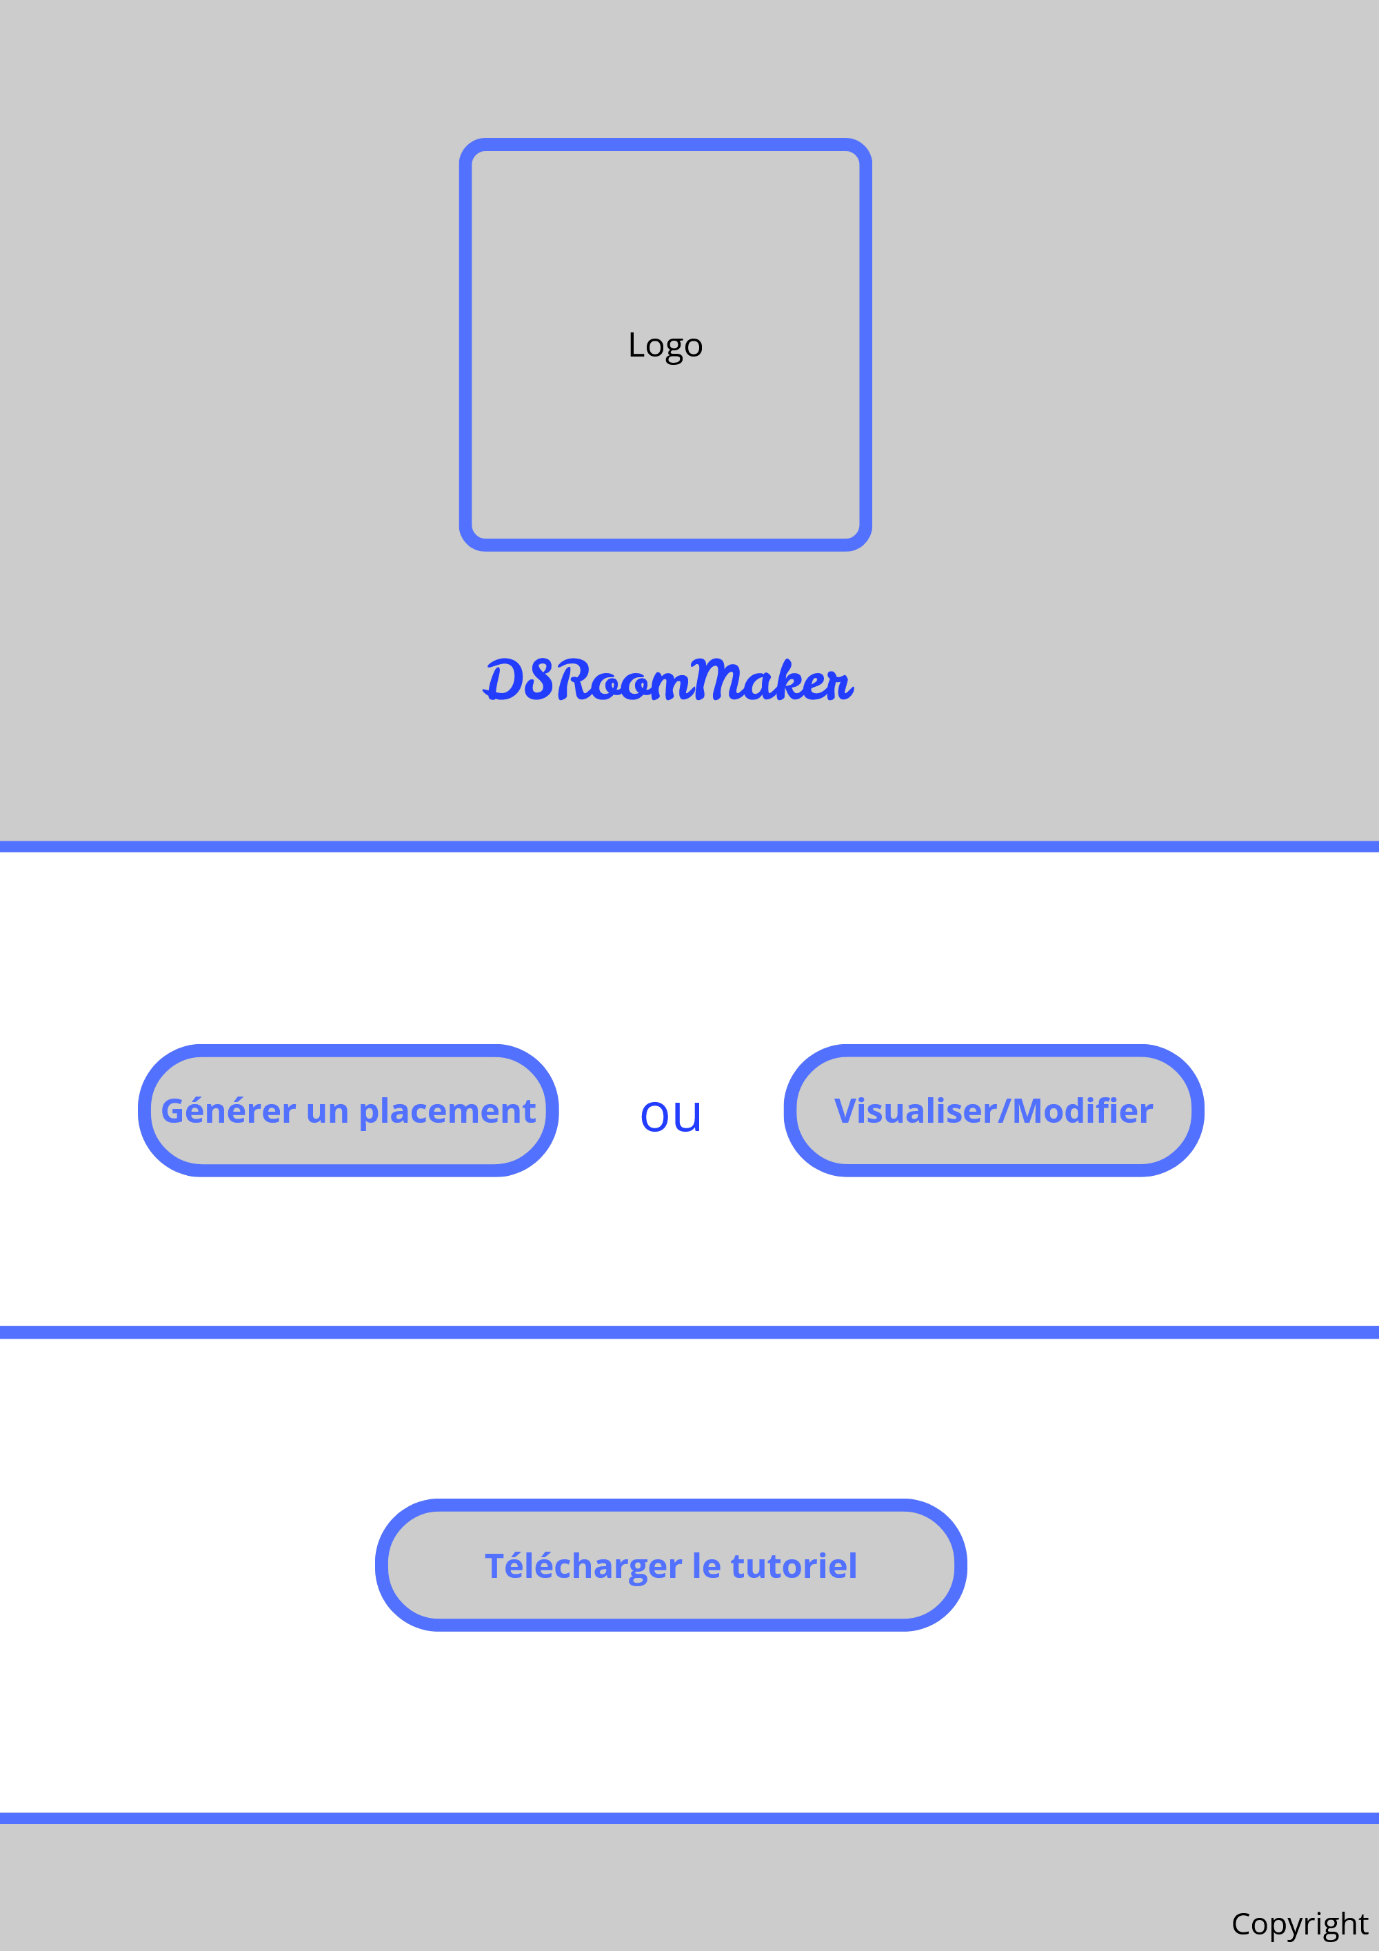 Logo
DSRoomMaker
Générer un placement ou Visualiser/Modifier
Télécharger le tutoriel
Copyright